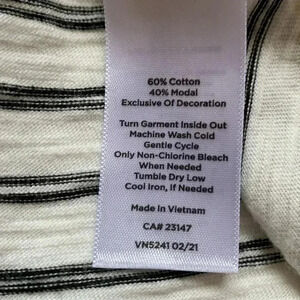 60% Cotton
40% Modal
Exclusive Of Decoration
Turn Garment Inside Out
Machine Wash Cold
Gentle Cycle
Only Non-Chlorine Bleach
When Needed
Tumble Dry Low
Cool Iron, If Needed
Made in Vietnam
CA# 23147
VN5241 02/21